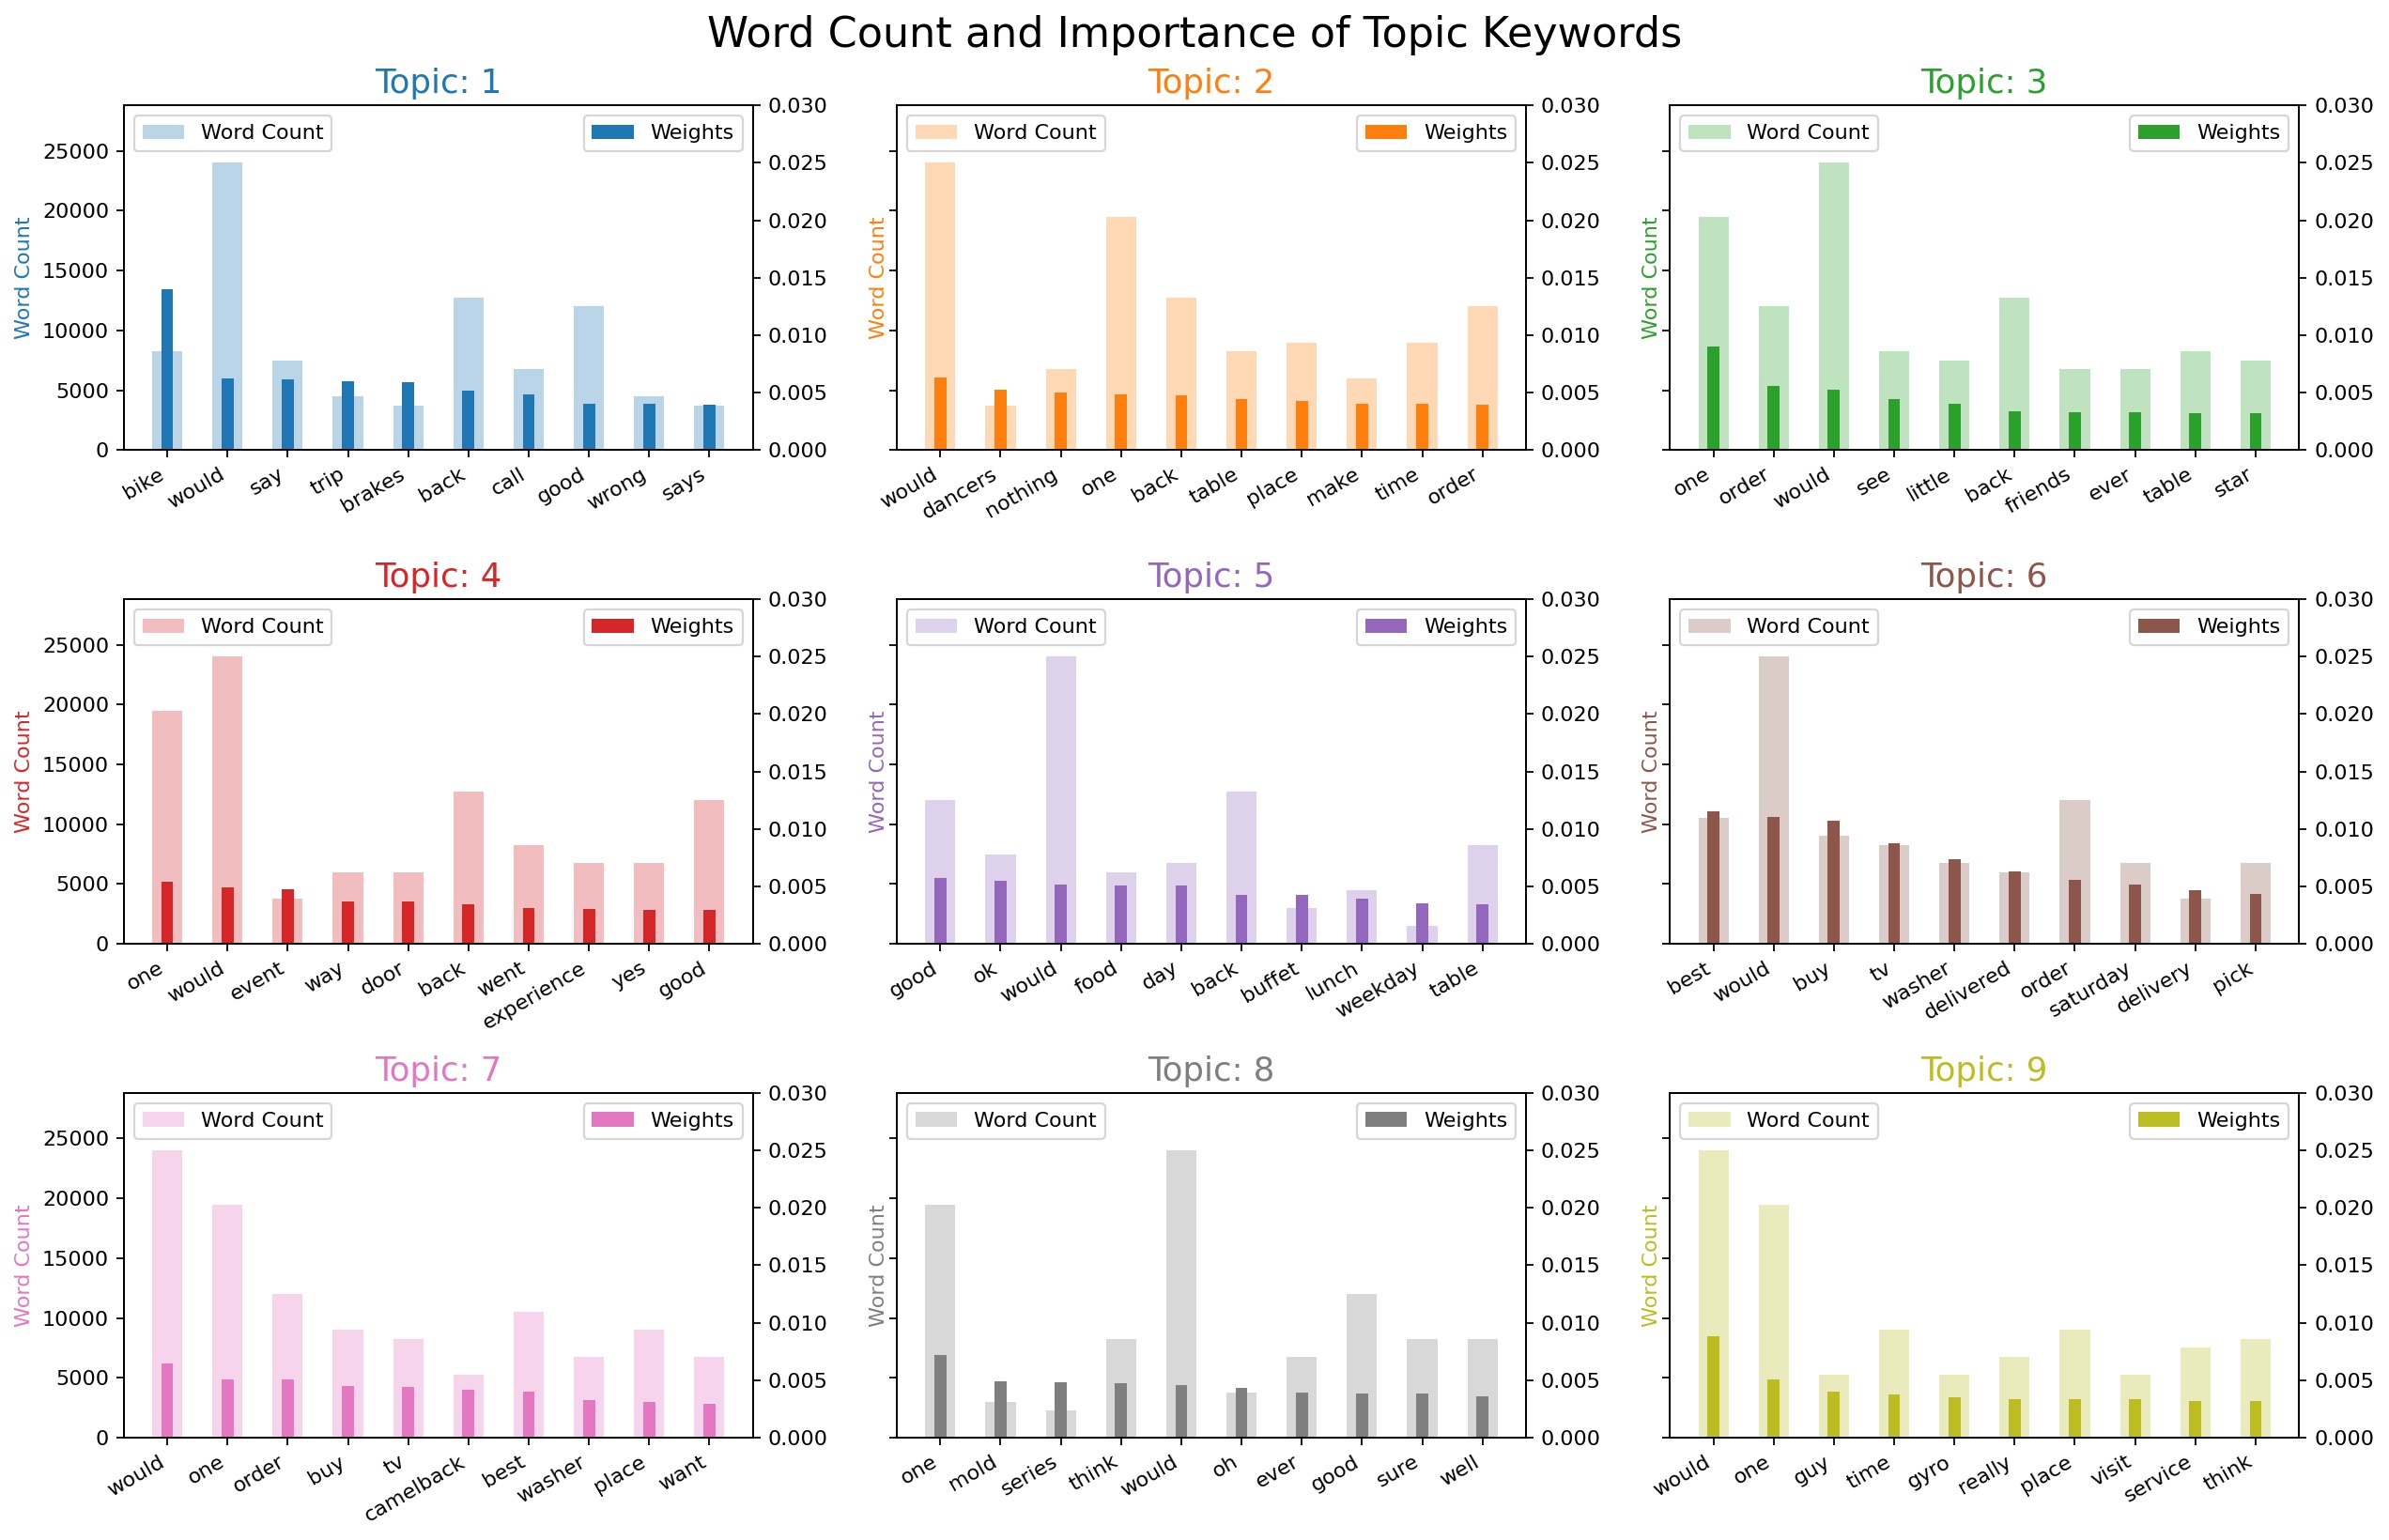 Word Count and Importance of Topic Keywords
Topic: 1
Word Count
Weights
Word Count
25000
20000
15000
10000
5000
0
0.030
0.025
0.020
0.015
0.010
0.005
0.000
bike would say trip brakes back call good wrong says
Topic: 2
Word Count
Weights
Word Count
0.030
0.025
0.020
0.015
0.010
0.005
0.000
would dancers nothing one back table place make time order
Topic: 3
Word Count
Weights
Word Count
0.030
0.025
0.020
0.015
0.010
0.005
0.000
one order would see little back friends ever table star
Topic: 4
Word Count
Weights
Word Count
25000
20000
15000
10000
5000
0
0.030
0.025
0.020
0.015
0.010
0.005
0.000
one would event way door back went experience yes good
Topic: 5
Word Count
Weights
Word Count
0.030
0.025
0.020
0.015
0.010
0.005
0.000
good ok would food day back buffet lunch weekday table
Topic: 6
Word Count
Weights
Word Count
0.030
0.025
0.020
0.015
0.010
0.005
0.000
best would buy tv washer delivered order saturday delivery pick
Topic: 7
Word Count
Weights
Word Count
25000
20000
15000
10000
5000
0
0.030
0.025
0.020
0.015
0.010
0.005
0.000
would one order buy tv camelback best washer place want
Topic: 8
Word Count
Weights
Word Count
0.030
0.025
0.020
0.015
0.010
0.005
0.000
one mold series think would oh ever good sure well
Topic: 9
Word Count
Weights
Word Count
0.030
0.025
0.020
0.015
0.010
0.005
0.000
would one guy time gyro really place visit service think